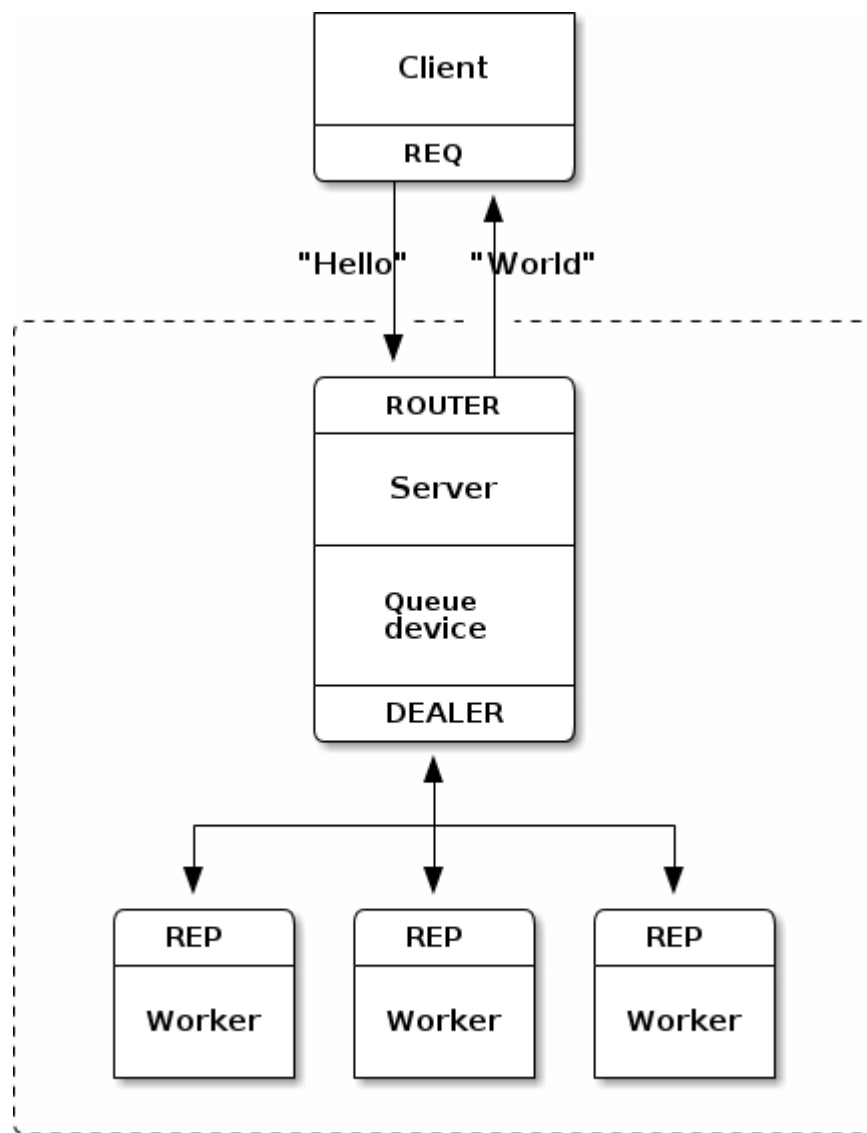 Client
REQ
"Hello"
"World"
ROUTER
Server
Queue
device
DEALER
REP
REP
REP
Worker
Worker
Worker